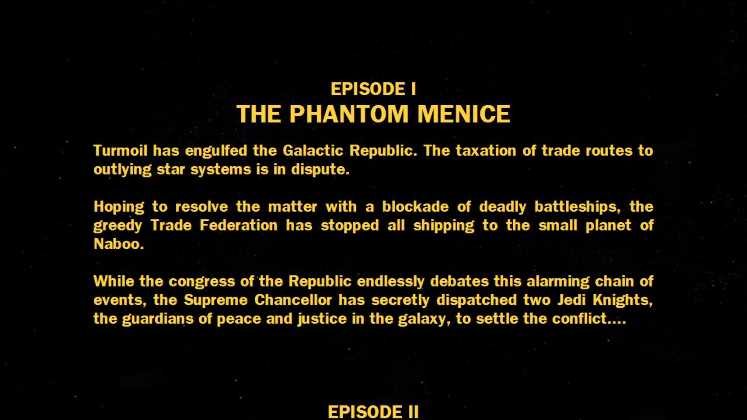 EPISODE I
THE PHANTOM MENICE
Turmoil has engulfed the Galactic Republic. The taxation of trade routes to
outlying star systems is in dispute.
Hoping to resolve the matter with a blockade of deadly battleships, the
greedy Trade Federation has stopped all shipping to the small planet of
Naboo.
While the congress of the Republic endlessly debates this alarming chain of
events, the Supreme Chancellor has secretly dispatched two Jedi Knights,
the guardians of peace and justice in the galaxy, to settle the conflict....
EPISODE II